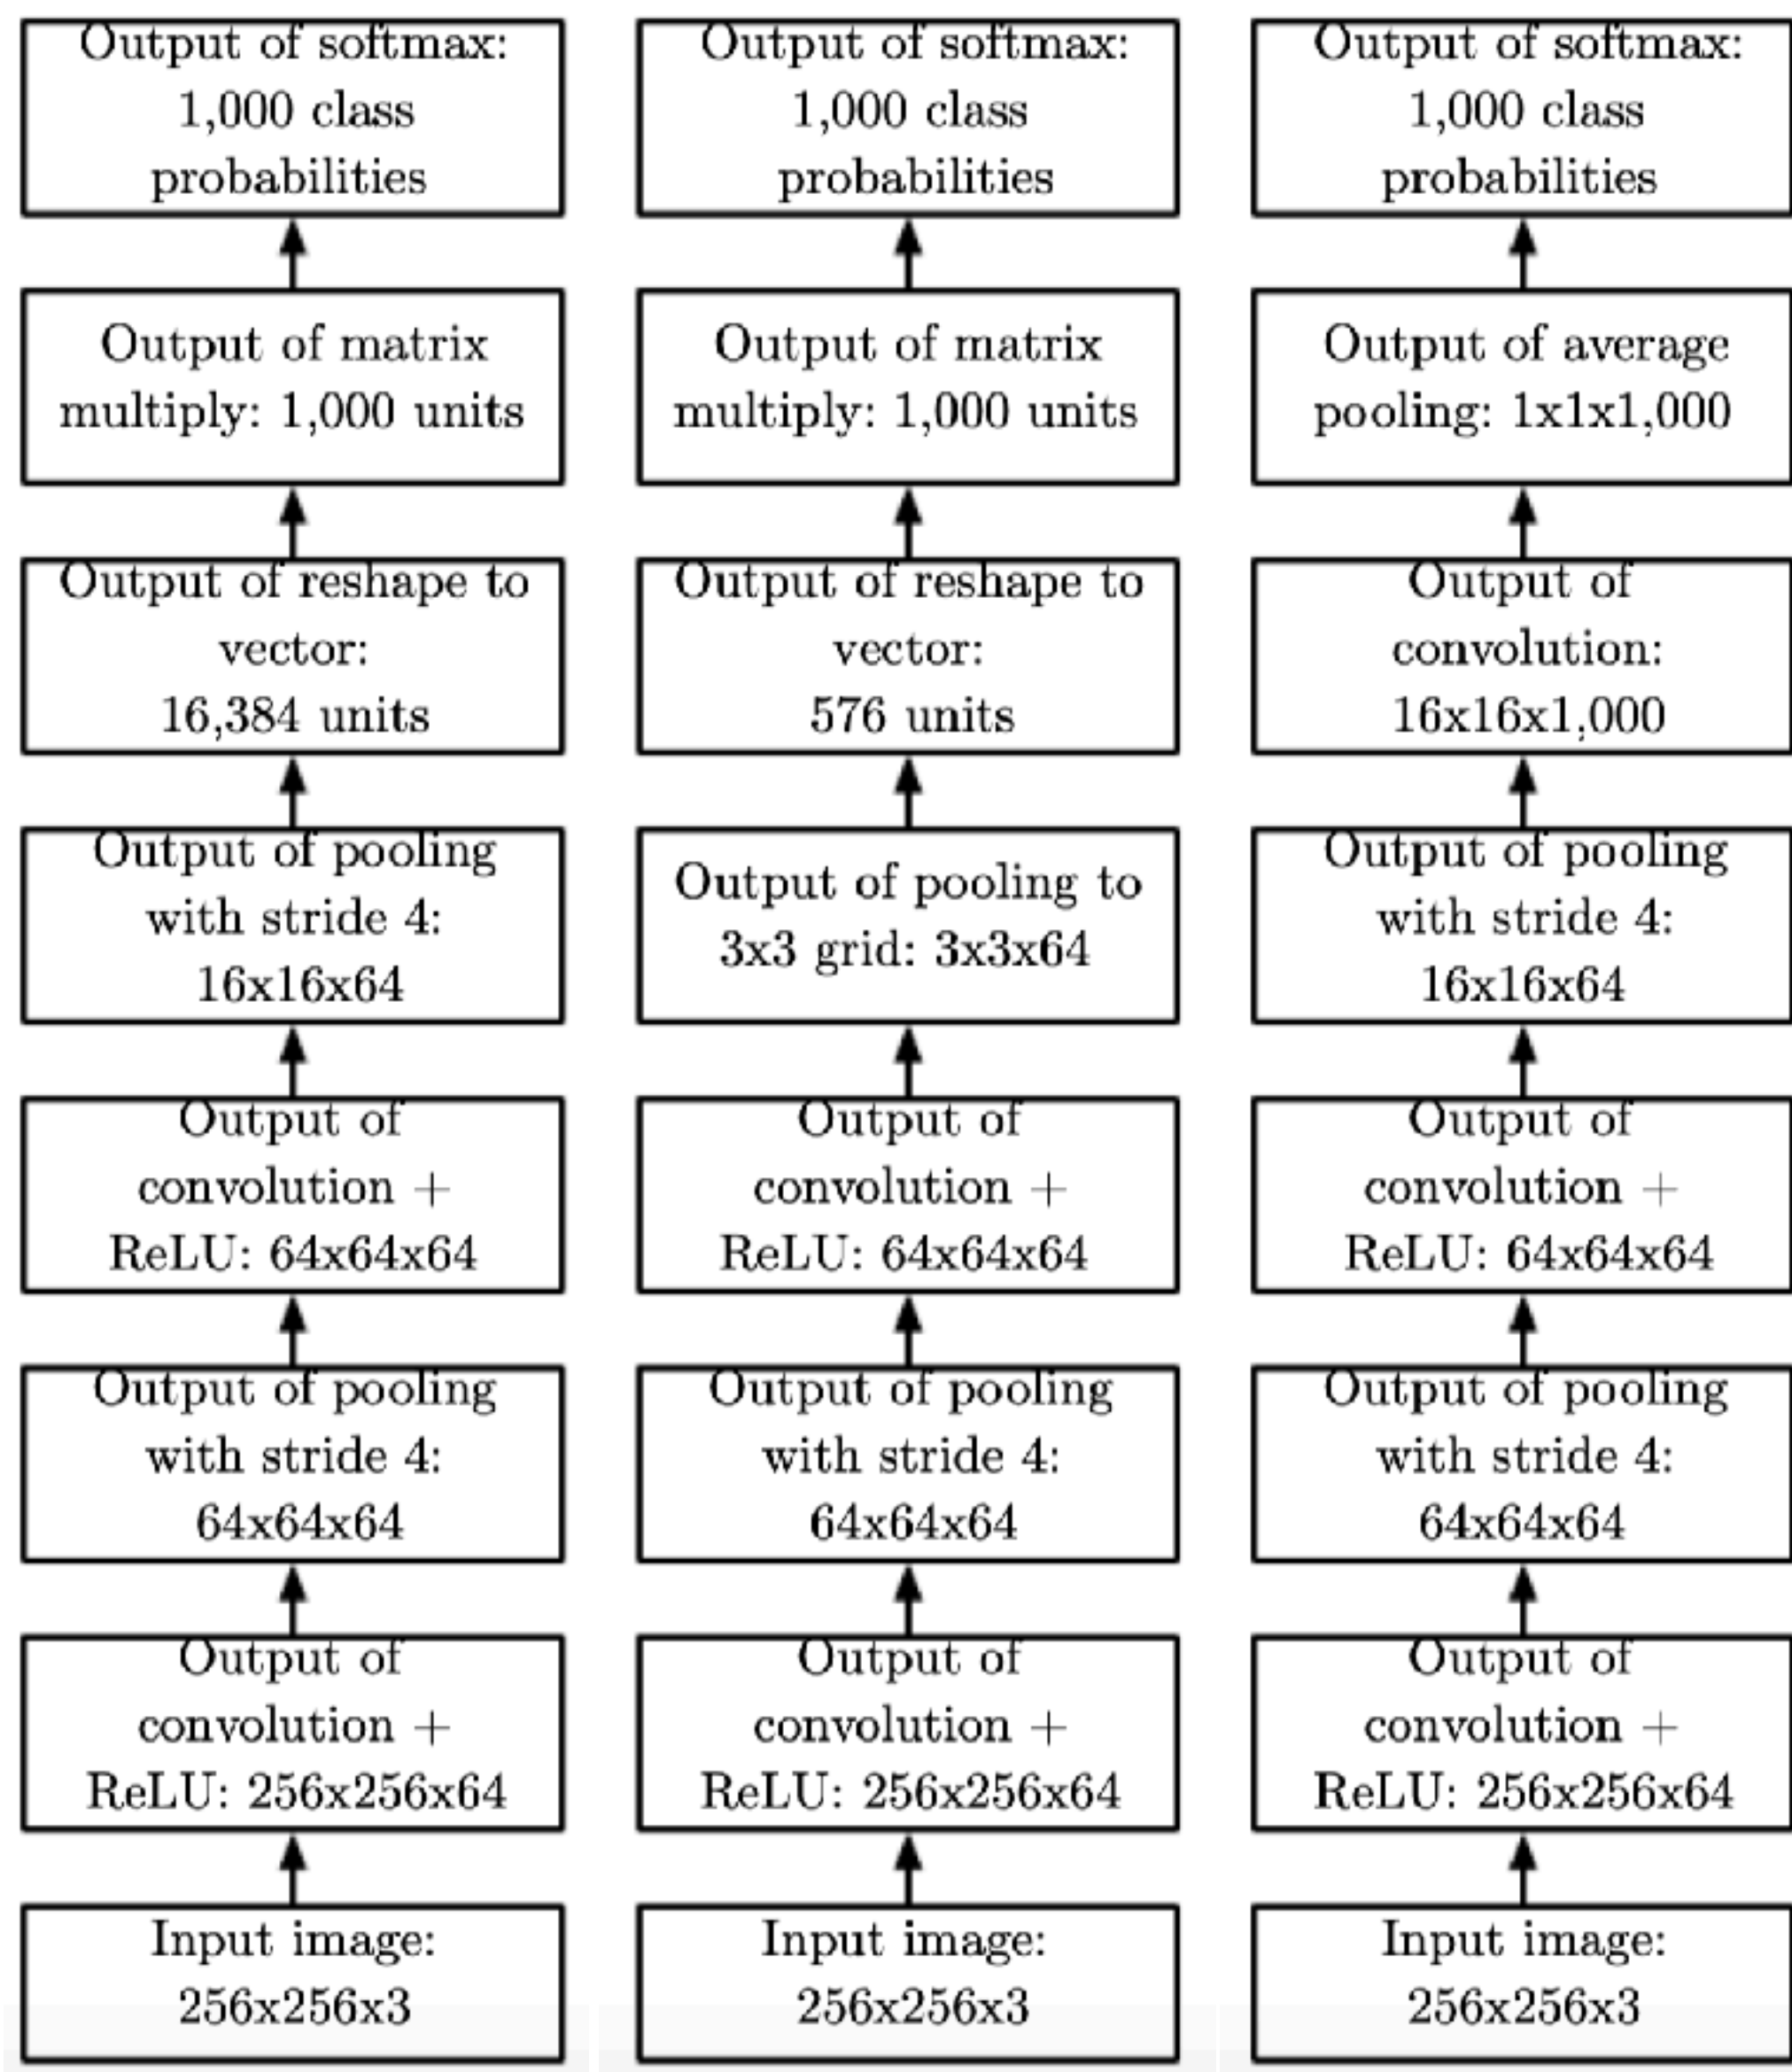 Output of softmax:
1,000 class
probabilities
Output of matrix
multiply: 1,000 units
Output of reshape to
vector:
16,384 units
Output of pooling
with stride 4:
16x16x64
Output of
convolution +
ReLU: 64x64x64
Output of pooling
with stride 4:
64x64x64
Output of
convolution +
ReLU: 256x256x64
Input image:
256x256x3
Output of softmax:
1,000 class
probabilities
Output of matrix
multiply: 1,000 units
Output of reshape to
vector:
576 units
Output of pooling to
3x3 grid: 3x3x64
Output of
convolution +
ReLU: 64x64x64
Output of pooling
with stride 4:
64x64x64
Output of
convolution +
ReLU: 256x256x64
Input image:
256x256x3
Output of softmax:
1,000 class
probabilities
Output of average
pooling: 1x1x1,000
Output of
convolution:
16x16x1,000
Output of pooling
with stride 4:
16x16x64
Output of
convolution +
ReLU: 64x64x64
Output of pooling
with stride 4:
64x64x64
Output of
convolution +
ReLU: 256x256x64
Input image:
256x256x3